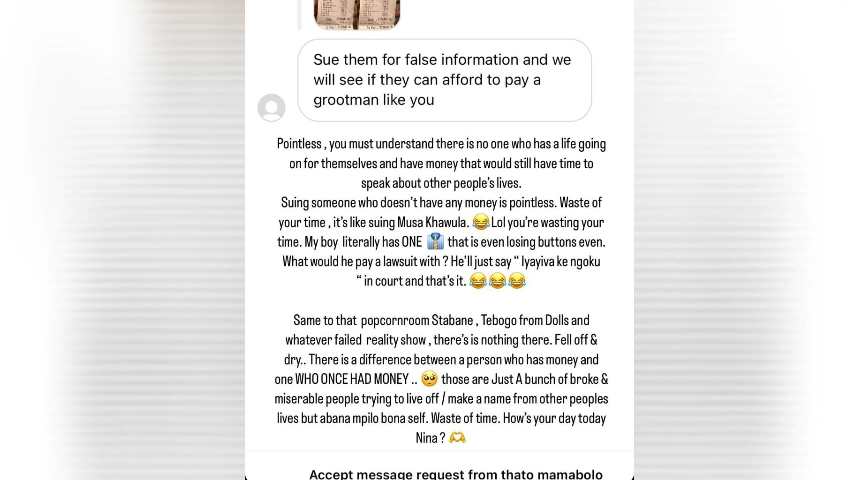 Sue them for false information and we
will see if they can afford to pay a
grootman like you
Pointless , you must understand there is no one who has a life going
on for themselves and have money that would still have time to
speak about other people's lives.
Suing someone who doesn't have any money is pointless. Waste of
your time , it's like suing Musa Khawula. 😂Lol you're wasting your
time. My boy literally has ONE 👔 that is even losing buttons even.
What would he pay a lawsuit with ? He'll just say “ Iyayiva ke ngoku
“ in court and that's it. 😂😂😂
Same to that popcornroom Stabane , Tebogo from Dolls and
whatever failed reality show , there's is nothing there. Fell off &
dry.. There is a difference between a person who has money and
one WHO ONCE HAD MONEY .. 🥺 those are Just A bunch of broke &
miserable people trying to live off / make a name from other peoples
lives but abana mpilo bona self. Waste of time. How's your day today
Nina ? 🫶
Accept message request from thato mamabolo